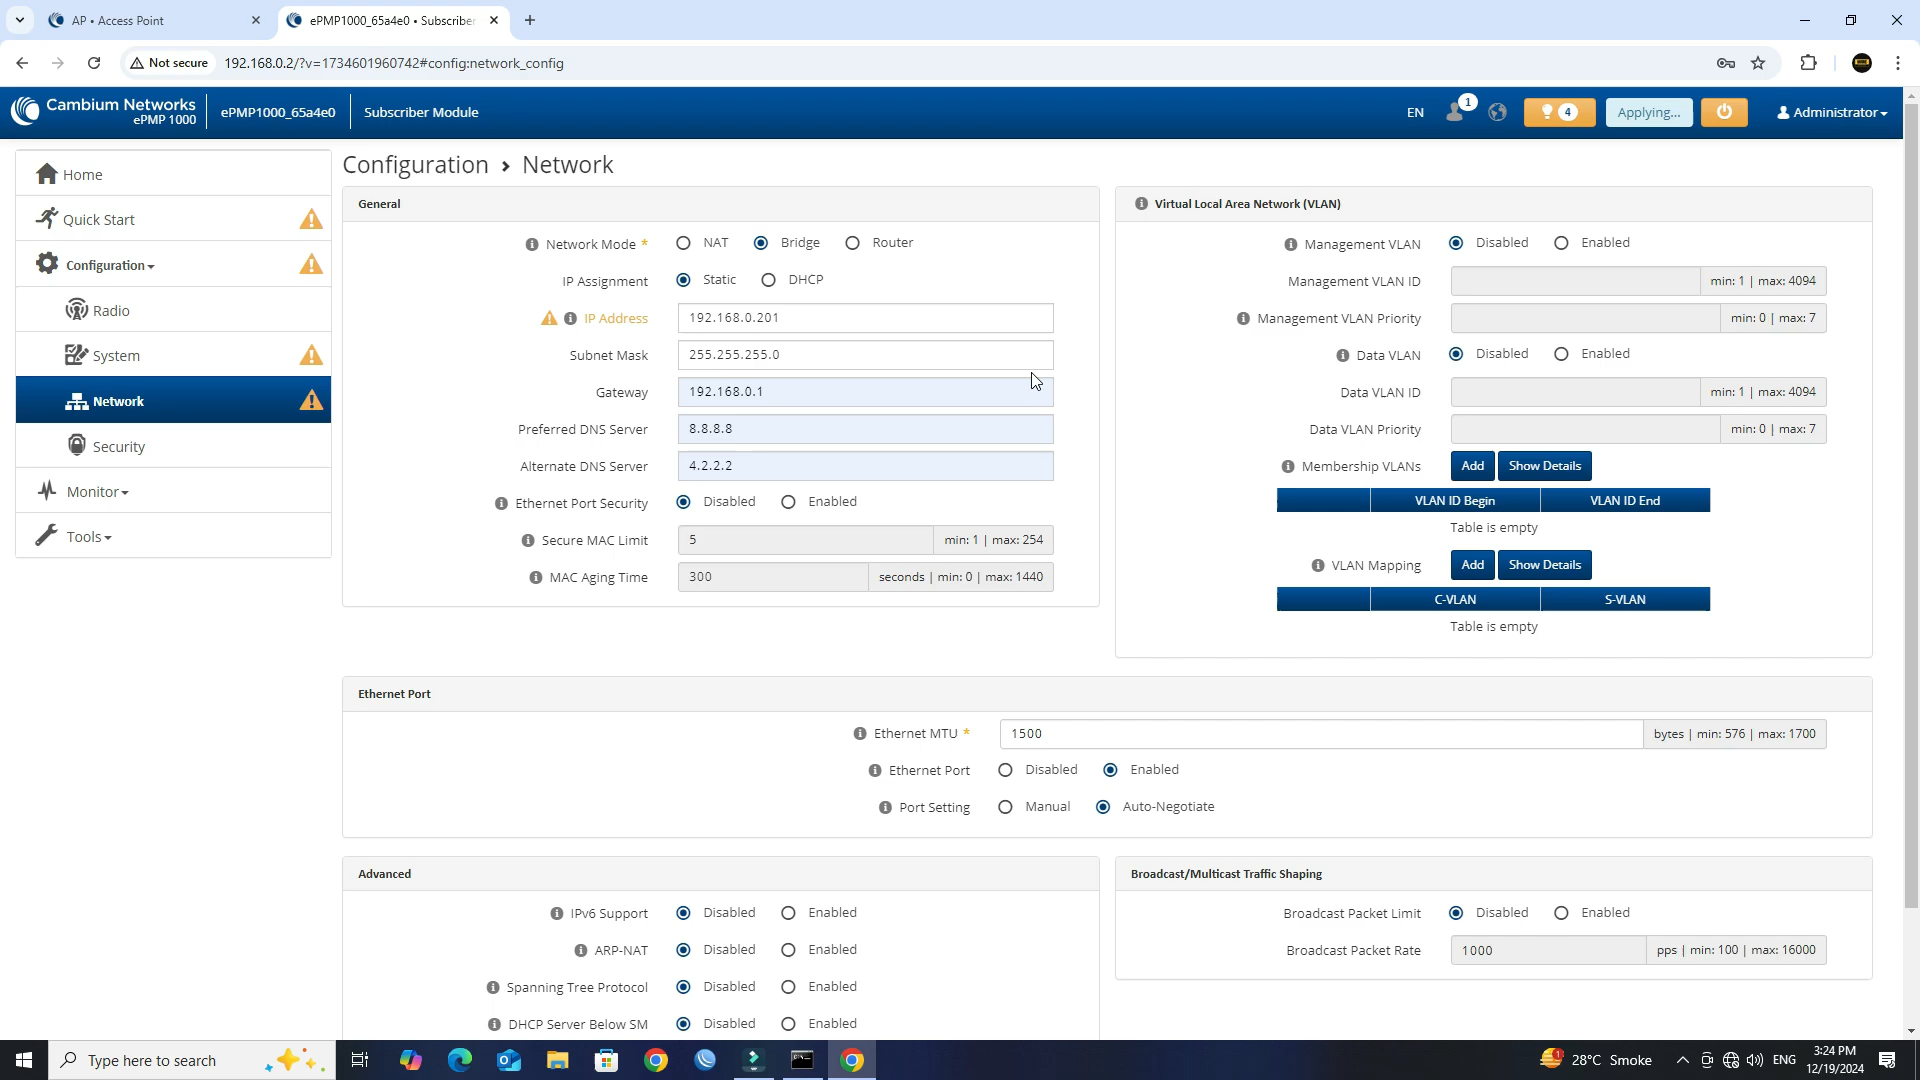 AP • Access Point
ePMP1000_65a4e0 • Subscriber
Not secure
192.168.0.2/?v=1734601960742#config:network_config
Cambium Networks
ePMP 1000
ePMP1000_65a4e0
Subscriber Module
EN
1
4
Applying...
Administrator
Home
Quick Start
Configuration
Radio
System
Network
Security
Monitor
Tools
Configuration › Network
General
Network Mode * NAT Bridge Router
IP Assignment Static DHCP
IP Address 192.168.0.201
Subnet Mask 255.255.255.0
Gateway 192.168.0.1
Preferred DNS Server 8.8.8.8
Alternate DNS Server 4.2.2.2
Ethernet Port Security Disabled Enabled
Secure MAC Limit 5 min: 1 | max: 254
MAC Aging Time 300 seconds | min: 0 | max: 1440
Virtual Local Area Network (VLAN)
Management VLAN Disabled Enabled
Management VLAN ID min: 1 | max: 4094
Management VLAN Priority min: 0 | max: 7
Data VLAN Disabled Enabled
Data VLAN ID min: 1 | max: 4094
Data VLAN Priority min: 0 | max: 7
Membership VLANs Add Show Details
VLAN ID Begin VLAN ID End
Table is empty
VLAN Mapping Add Show Details
C-VLAN S-VLAN
Table is empty
Ethernet Port
Ethernet MTU * 1500 bytes | min: 576 | max: 1700
Ethernet Port Disabled Enabled
Port Setting Manual Auto-Negotiate
Advanced
IPv6 Support Disabled Enabled
ARP-NAT Disabled Enabled
Spanning Tree Protocol Disabled Enabled
DHCP Server Below SM Disabled Enabled
Broadcast/Multicast Traffic Shaping
Broadcast Packet Limit Disabled Enabled
Broadcast Packet Rate 1000 pps | min: 100 | max: 16000
Type here to search
28°C Smoke
ENG
3:24 PM
12/19/2024